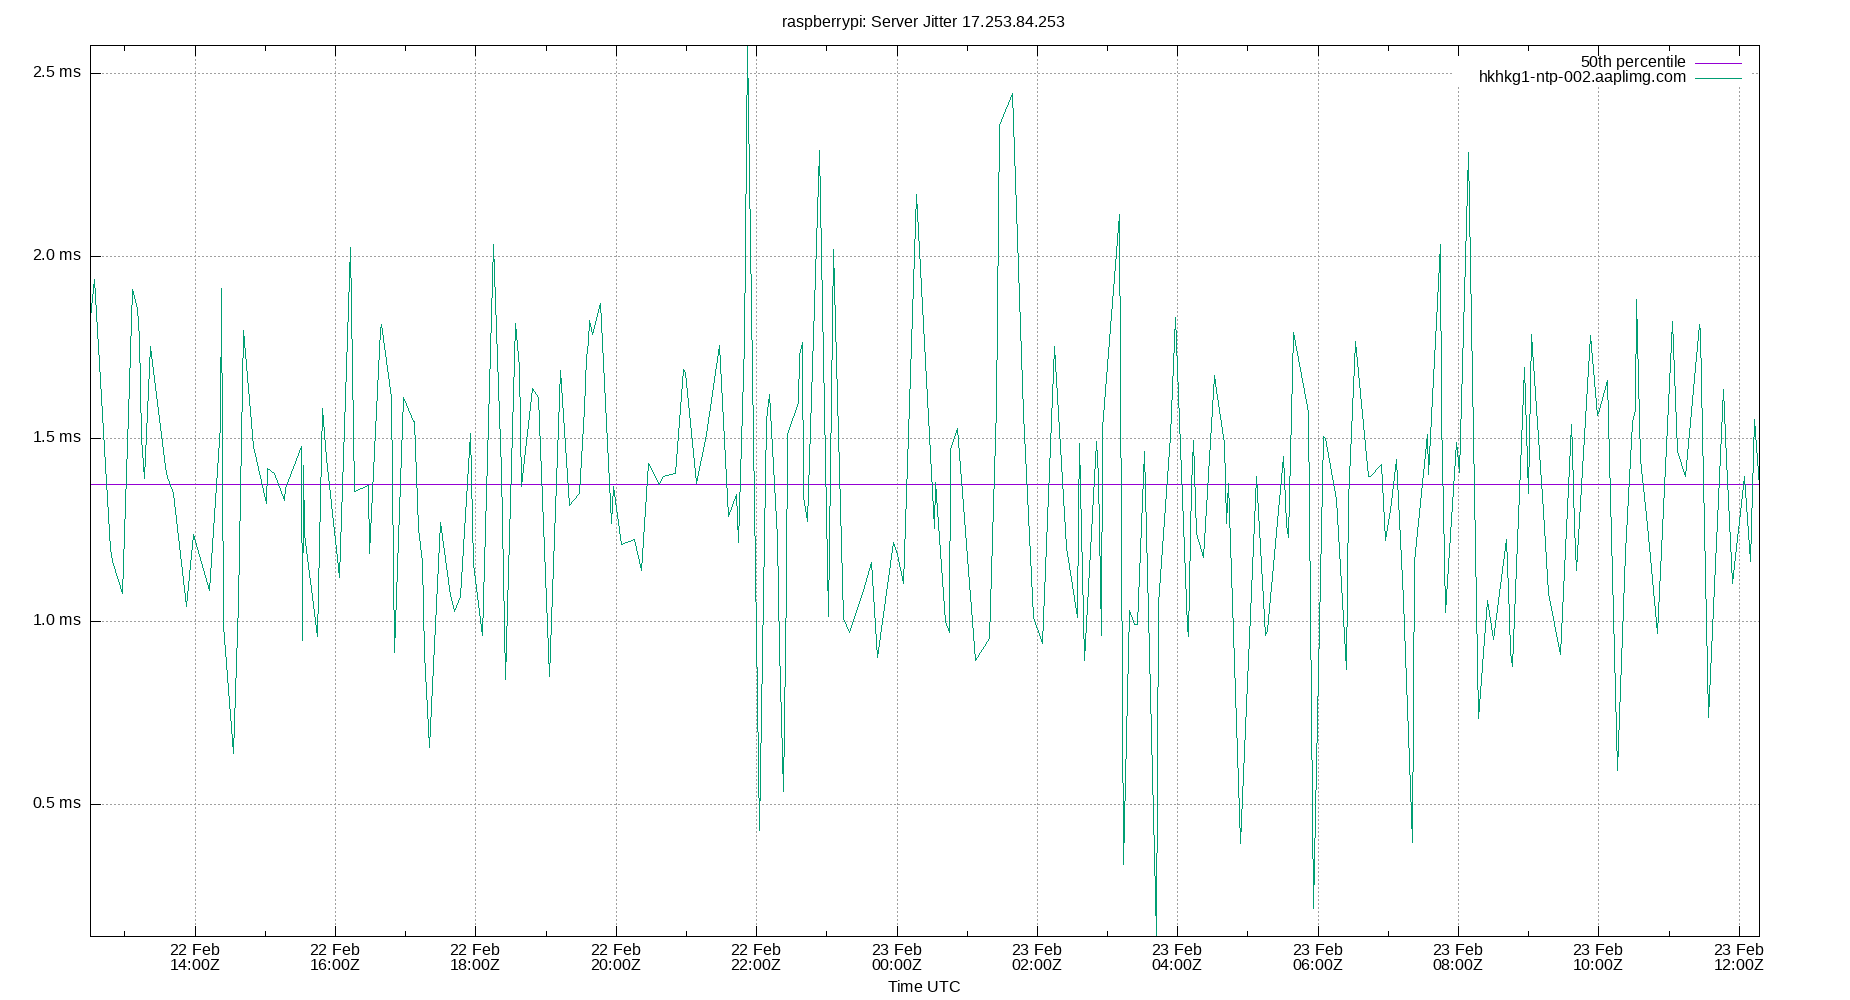 raspberrypi: Server Jitter 17.253.84.253
50th percentile
hkhkg1-ntp-002.aaplimg.com
2.5 ms
2.0 ms
1.5 ms
1.0 ms
0.5 ms
22 Feb 22 Feb 22 Feb 22 Feb 22 Feb 23 Feb 23 Feb 23 Feb 23 Feb 23 Feb 23 Feb 23 Feb
14:00Z 16:00Z 18:00Z 20:00Z 22:00Z 00:00Z 02:00Z 04:00Z 06:00Z 08:00Z 10:00Z 12:00Z
Time UTC